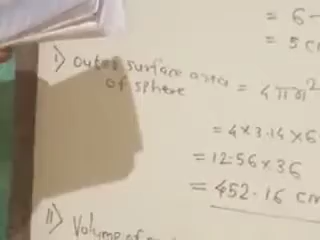 = 6-
= 5 cm
i) outer surface area
of sphere = 4πr²
= 4×3.14×6
= 12.56×36
= 452.16 cm
ii) Volume of